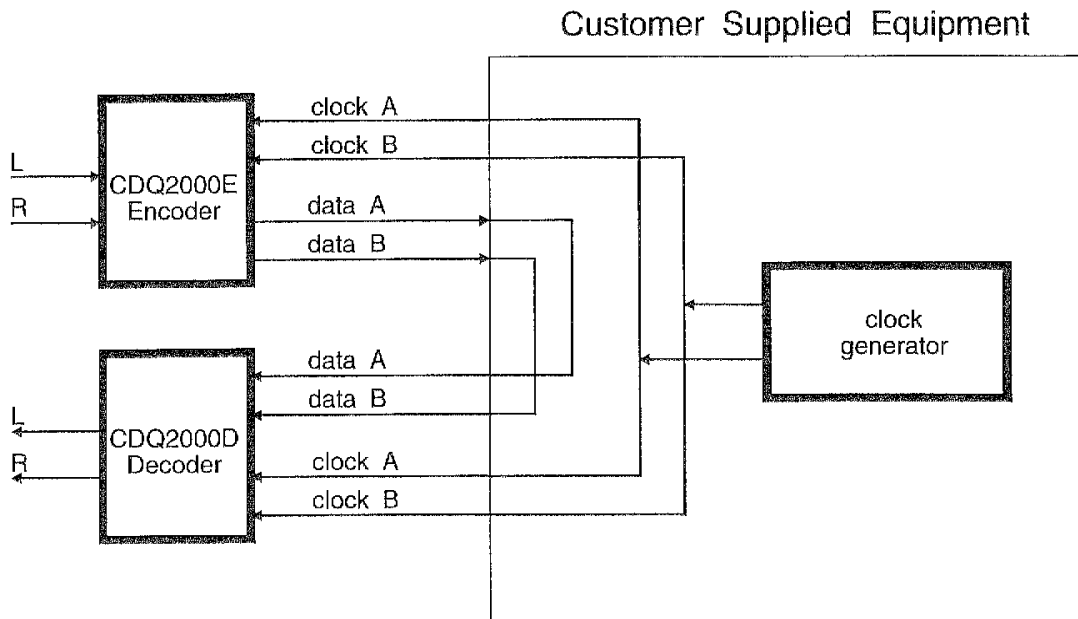 Customer Supplied Equipment
clock A
clock B
L
CDQ2000E
R
Encoder
data A
data B
clock
generator
data A
data B
L
CDQ2000D
R
Decoder
clock A
clock B